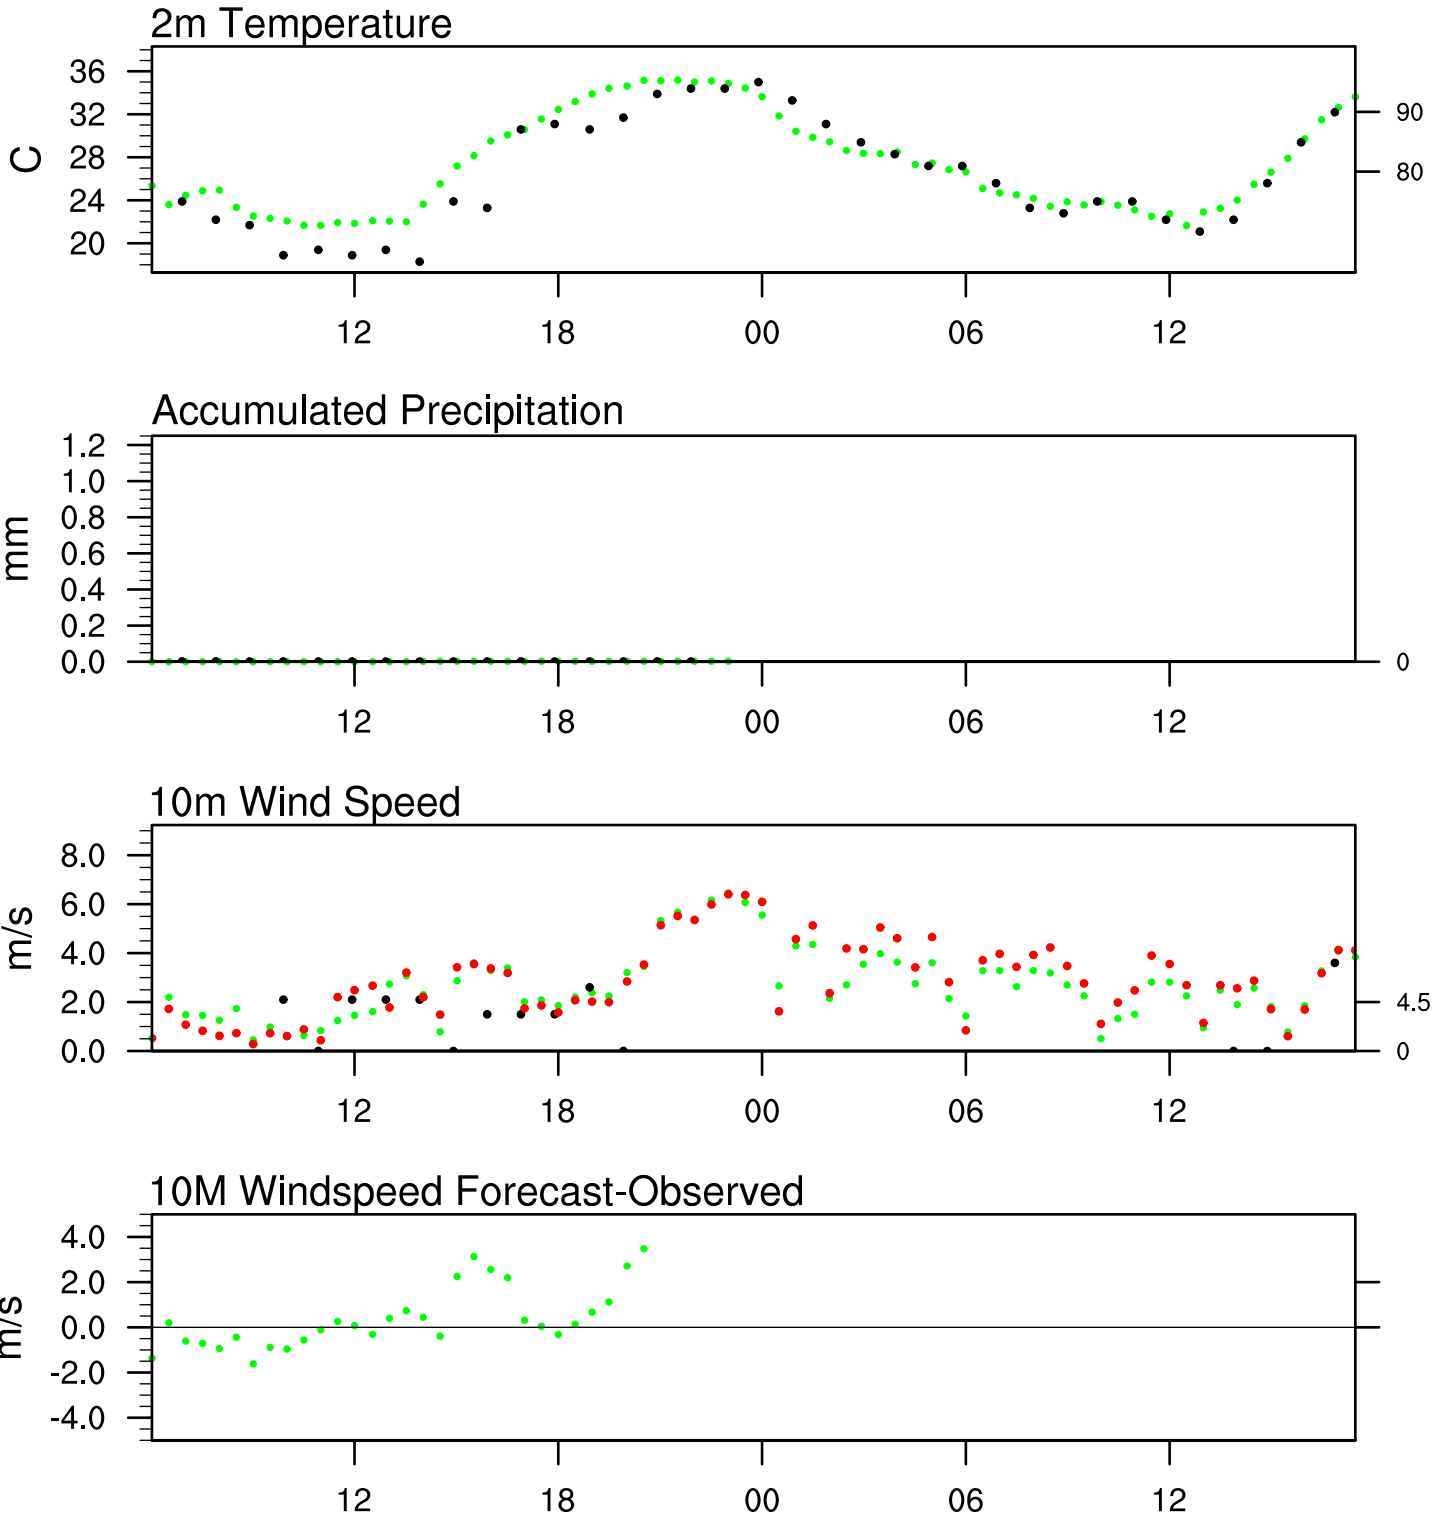 2m Temperature
36
32
28
24
20
C
90
80
12 18 00 06 12
Accumulated Precipitation
1.2
1.0
0.8
0.6
0.4
0.2
0.0
mm
0
12 18 00 06 12
10m Wind Speed
8.0
6.0
4.0
2.0
0.0
m/s
4.5
0
12 18 00 06 12
10M Windspeed Forecast-Observed
4.0
2.0
0.0
-2.0
-4.0
m/s
12 18 00 06 12